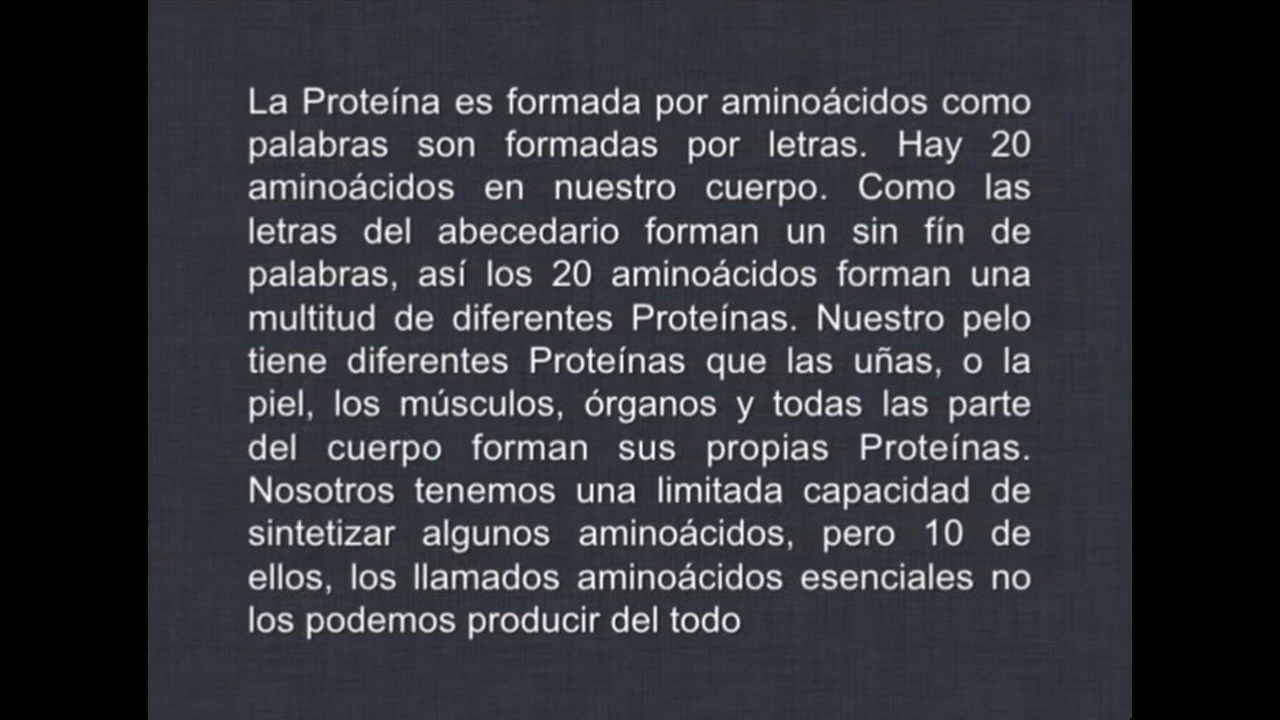 La Proteína es formada por aminoácidos como
palabras son formadas por letras. Hay 20
aminoácidos en nuestro cuerpo. Como las
letras del abecedario forman un sin fín de
palabras, así los 20 aminoácidos forman una
multitud de diferentes Proteínas. Nuestro pelo
tiene diferentes Proteínas que las uñas, o la
piel, los músculos, órganos y todas las parte
del cuerpo forman sus propias Proteínas.
Nosotros tenemos una limitada capacidad de
sintetizar algunos aminoácidos, pero 10 de
ellos, los llamados aminoácidos esenciales no
los podemos producir del todo